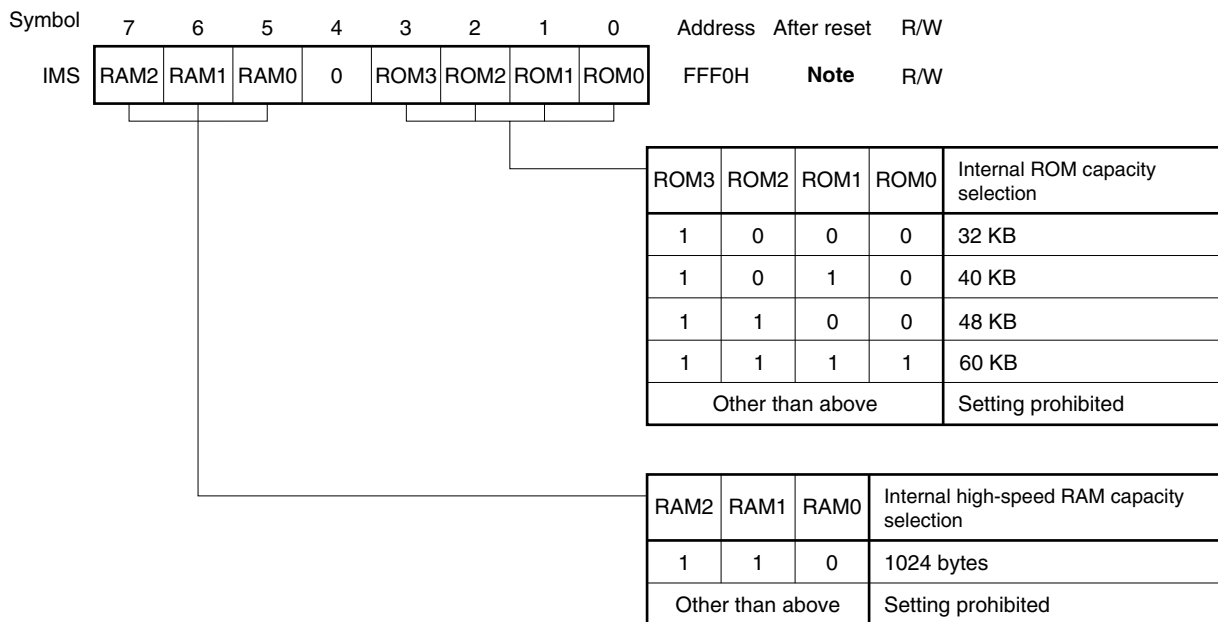 Symbol 7 6 5 4 3 2 1 0 Address After reset R/W
IMS RAM2 RAM1 RAM0 0 ROM3 ROM2 ROM1 ROM0 FFF0H Note R/W
ROM3 ROM2 ROM1 ROM0 Internal ROM capacity
selection
1 0 0 0 32 KB
1 0 1 0 40 KB
1 1 0 0 48 KB
1 1 1 1 60 KB
Other than above Setting prohibited
RAM2 RAM1 RAM0 Internal high-speed RAM capacity
selection
1 1 0 1024 bytes
Other than above Setting prohibited